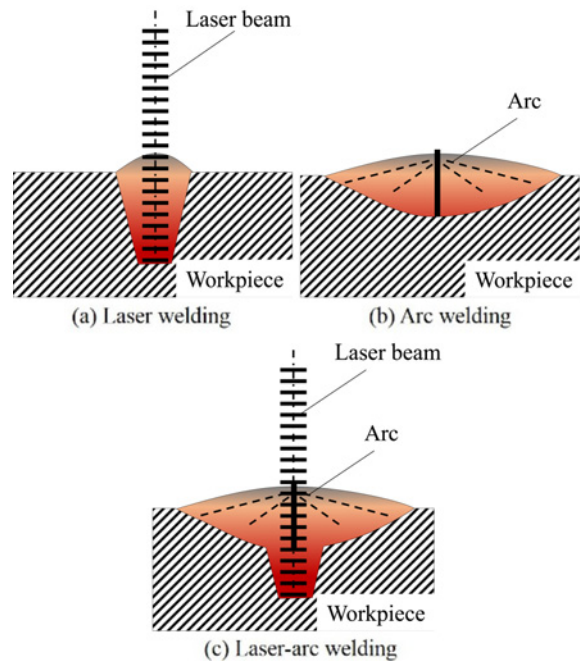 Laser beam
Workpiece
(a) Laser welding
Arc
Workpiece
(b) Arc welding
Laser beam
Arc
Workpiece
(c) Laser-arc welding